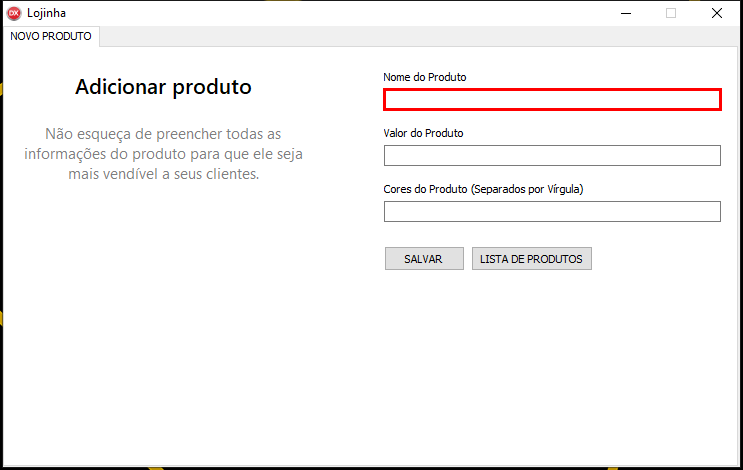 DX Lojinha
NOVO PRODUTO
Adicionar produto
Não esqueça de preencher todas as
informações do produto para que ele seja
mais vendível a seus clientes.
Nome do Produto
Valor do Produto
Cores do Produto (Separados por Vírgula)
SALVAR LISTA DE PRODUTOS